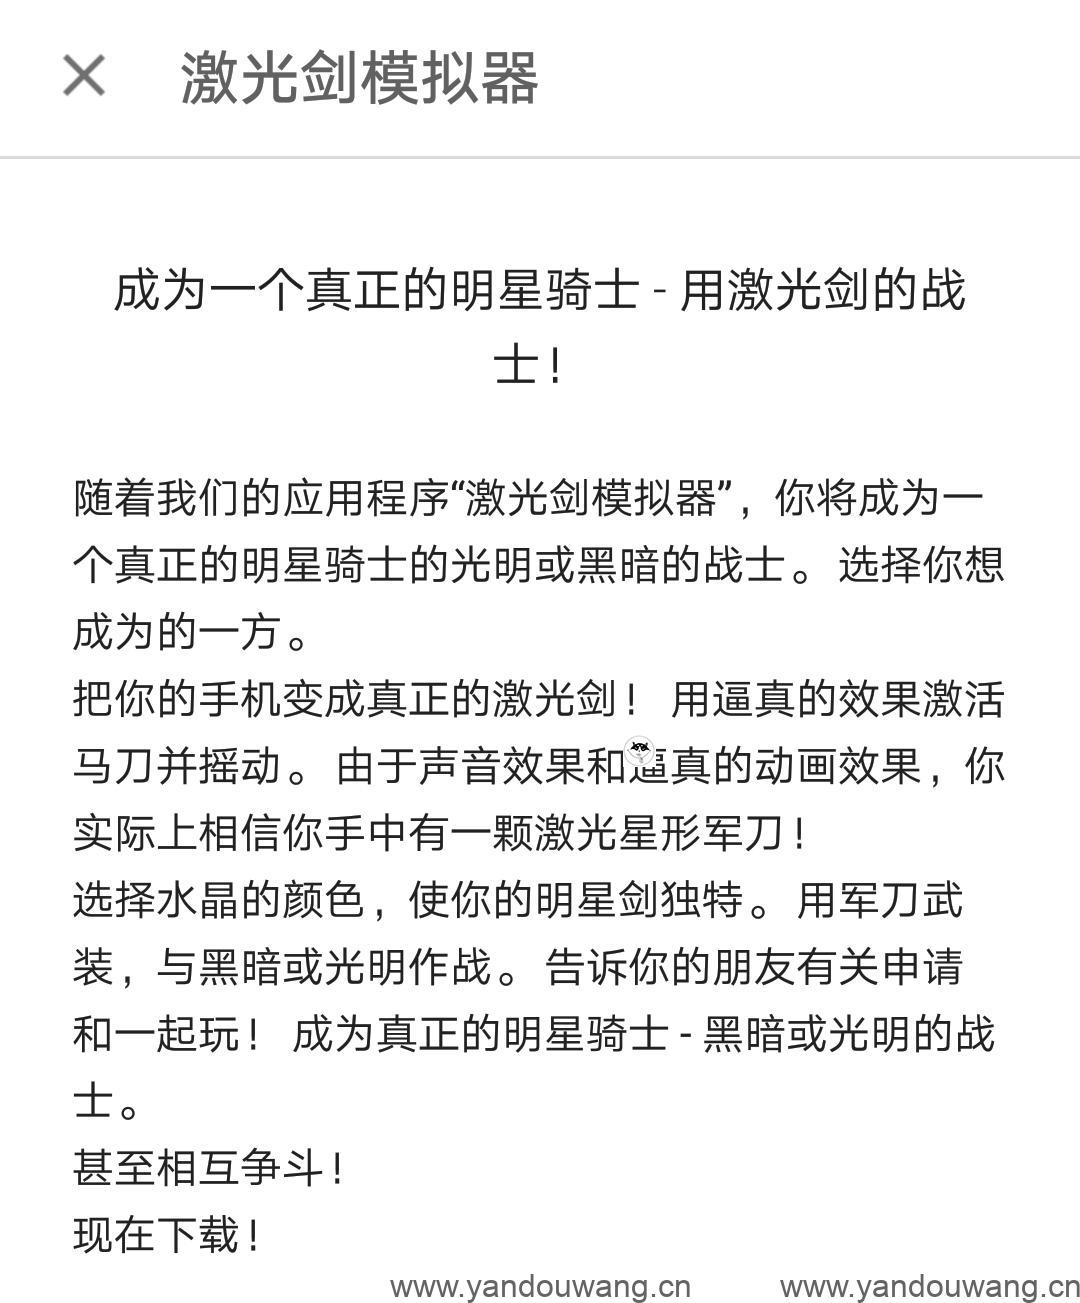 激光剑模拟器
成为一个真正的明星骑士 - 用激光剑的战
士！
随着我们的应用程序“激光剑模拟器”，你将成为一
个真正的明星骑士的光明或黑暗的战士。选择你想
成为的一方。
把你的手机变成真正的激光剑！ 用逼真的效果激活
马刀并摇动。由于声音效果和逼真的动画效果，你
实际上相信你手中有一颗激光星形军刀！
选择水晶的颜色，使你的明星剑独特。用军刀武
装，与黑暗或光明作战。告诉你的朋友有关申请
和一起玩！ 成为真正的明星骑士 - 黑暗或光明的战
士。
甚至相互争斗！
现在下载！
www.yandouwang.cn www.yandouwang.cn